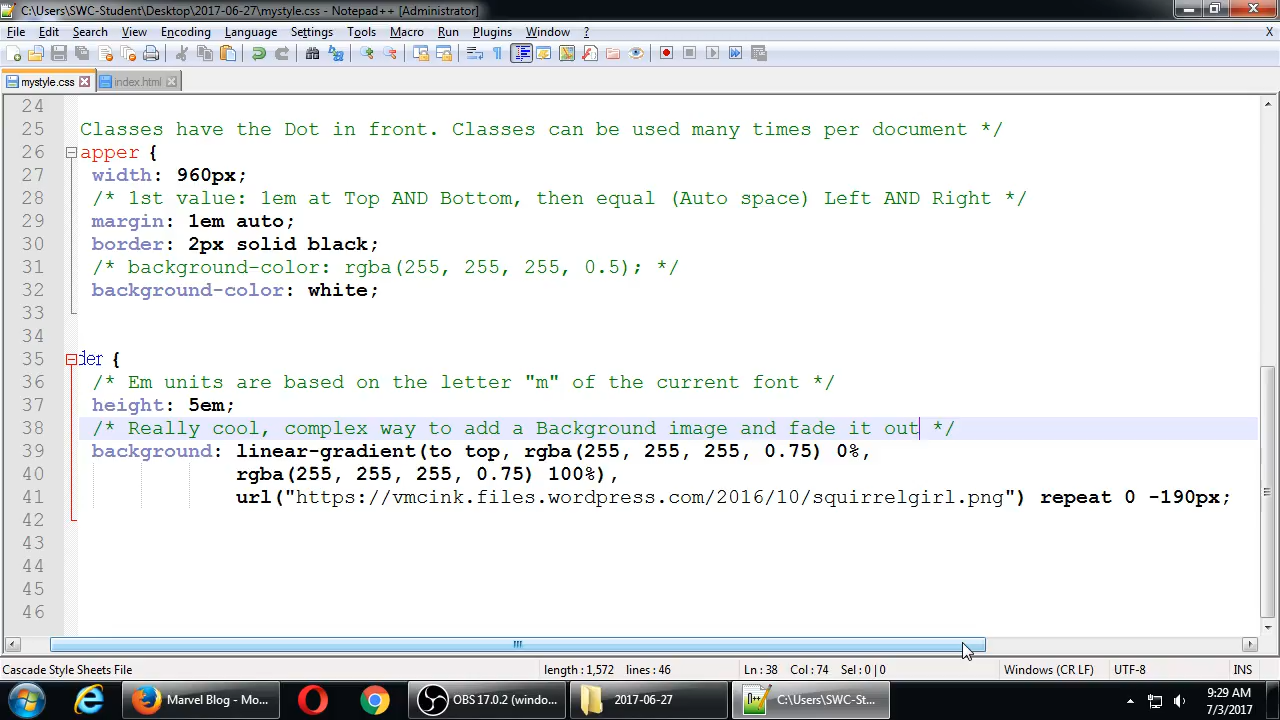 C:\Users\SWC-Student\Desktop\2017-06-27\mystyle.css - Notepad++ [Administrator]
File Edit Search View Encoding Language Settings Tools Macro Run Plugins Window ? X
mystyle.css index.html
24
25 Classes have the Dot in front. Classes can be used many times per document */
26 apper {
27 width: 960px;
28 /* 1st value: 1em at Top AND Bottom, then equal (Auto space) Left AND Right */
29 margin: 1em auto;
30 border: 2px solid black;
31 /* background-color: rgba(255, 255, 255, 0.5); */
32 background-color: white;
33
34
35 der {
36 /* Em units are based on the letter "m" of the current font */
37 height: 5em;
38 /* Really cool, complex way to add a Background image and fade it out */
39 background: linear-gradient(to top, rgba(255, 255, 255, 0.75) 0%,
40 rgba(255, 255, 255, 0.75) 100%),
41 url("https://vmcink.files.wordpress.com/2016/10/squirrelgirl.png") repeat 0 -190px;
42
43
44
45
46
Cascade Style Sheets File length : 1,572 lines : 46 Ln : 38 Col : 74 Sel : 0 | 0 Windows (CR LF) UTF-8 INS
Marvel Blog - Mozill... OBS 17.0.2 (windo... 2017-06-27 C:\Users\SWC-St... 9:29 AM
7/3/2017